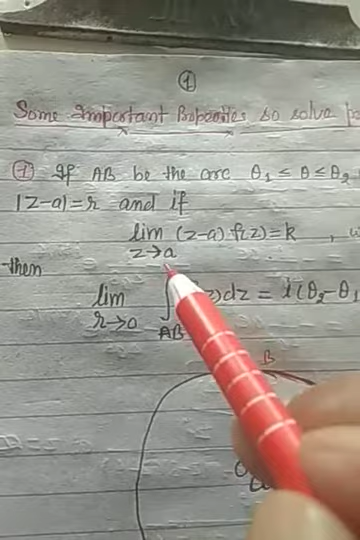 ①
Some Important Properties to solve
① If AB be the arc θ₁ ≤ θ ≤ θ₂
|z-a|=r and if
lim (z-a) f(z)=k ,
z→a
then
lim ∫ z)dz = i(θ₂-θ₁
r→0 AB
B